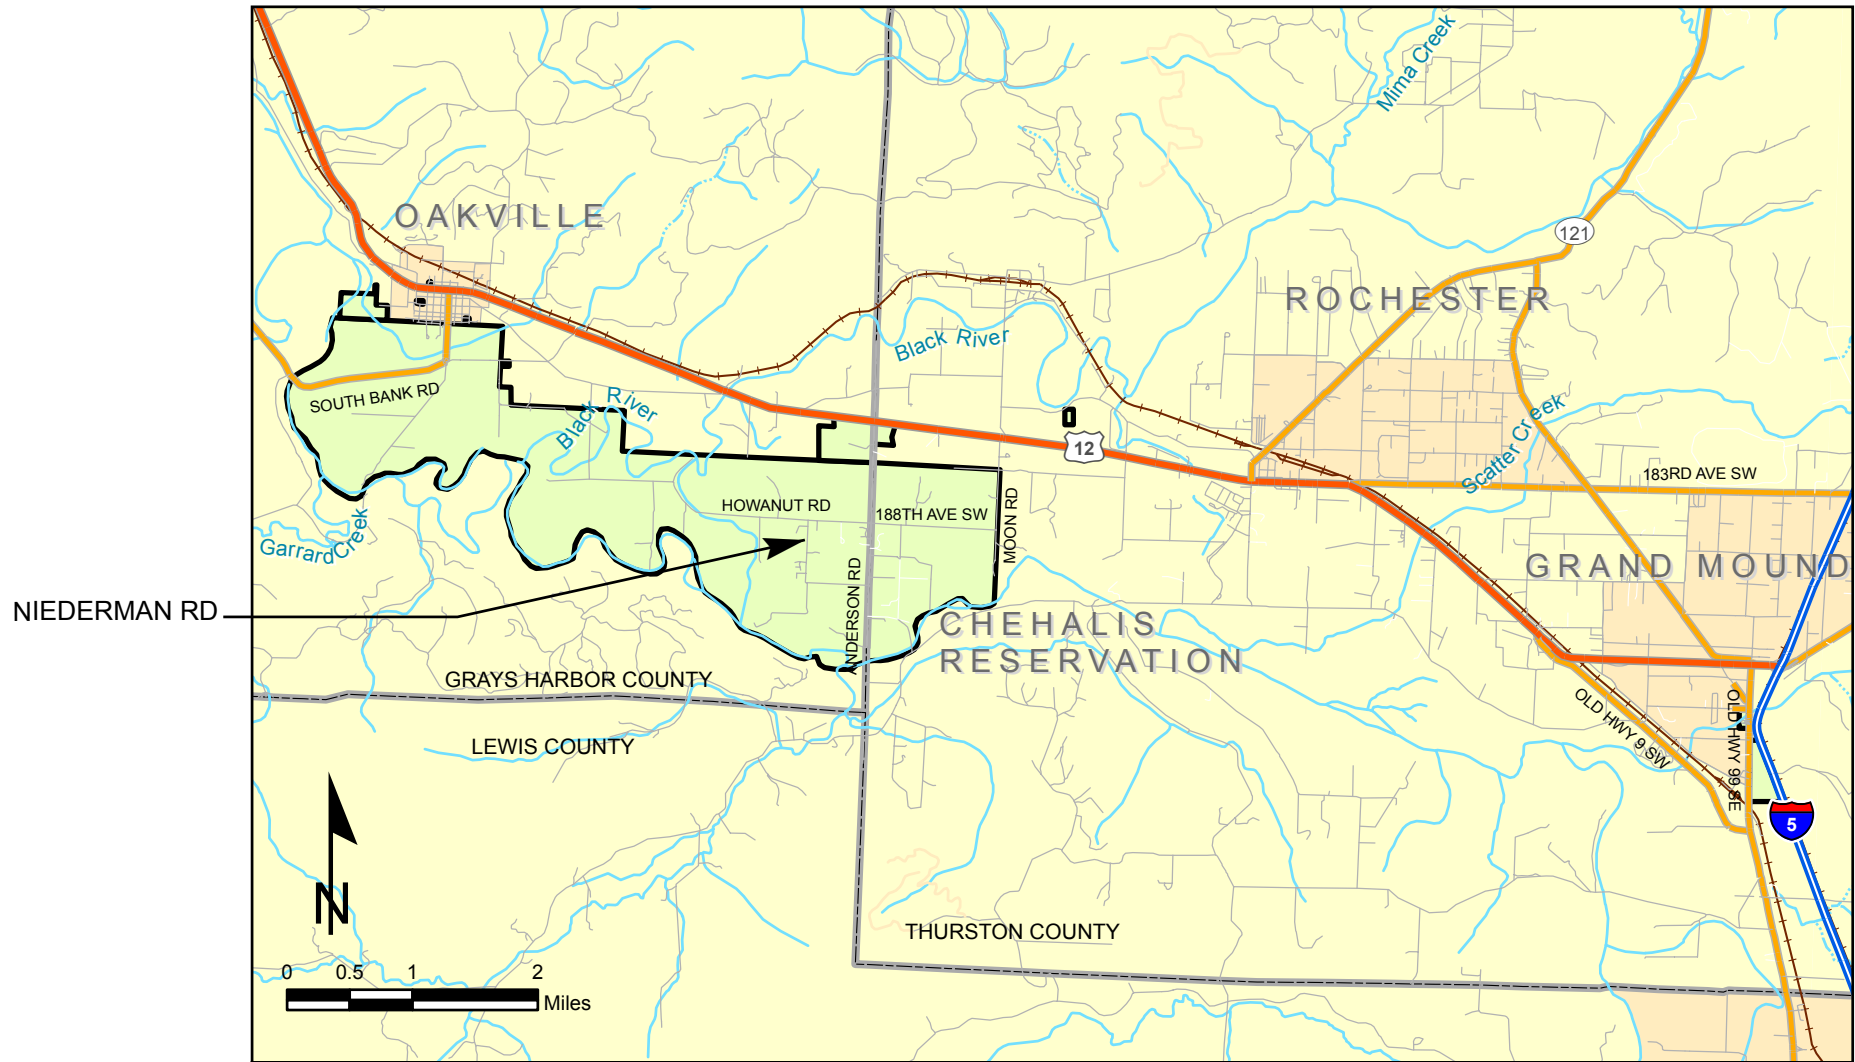 Mima Creek
OAKVILLE
121
ROCHESTER
Black River
SOUTH BANK RD
Black River
12
Scatter Creek
183RD AVE SW
HOWANUT RD
188TH AVE SW
MOON RD
Garrard Creek
GRAND MOUND
NIEDERMAN RD
ANDERSON RD
CHEHALIS
RESERVATION
GRAYS HARBOR COUNTY
OLD HWY 9 SW
OLD HWY 99 SE
LEWIS COUNTY
5
N
THURSTON COUNTY
0 0.5 1 2
Miles